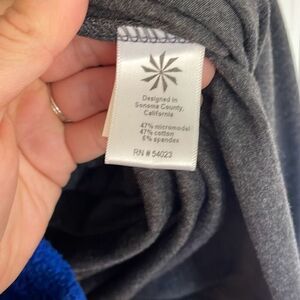 Designed in
Sonoma County,
California
47% micromodal
47% cotton
6% spandex
RN # 54023